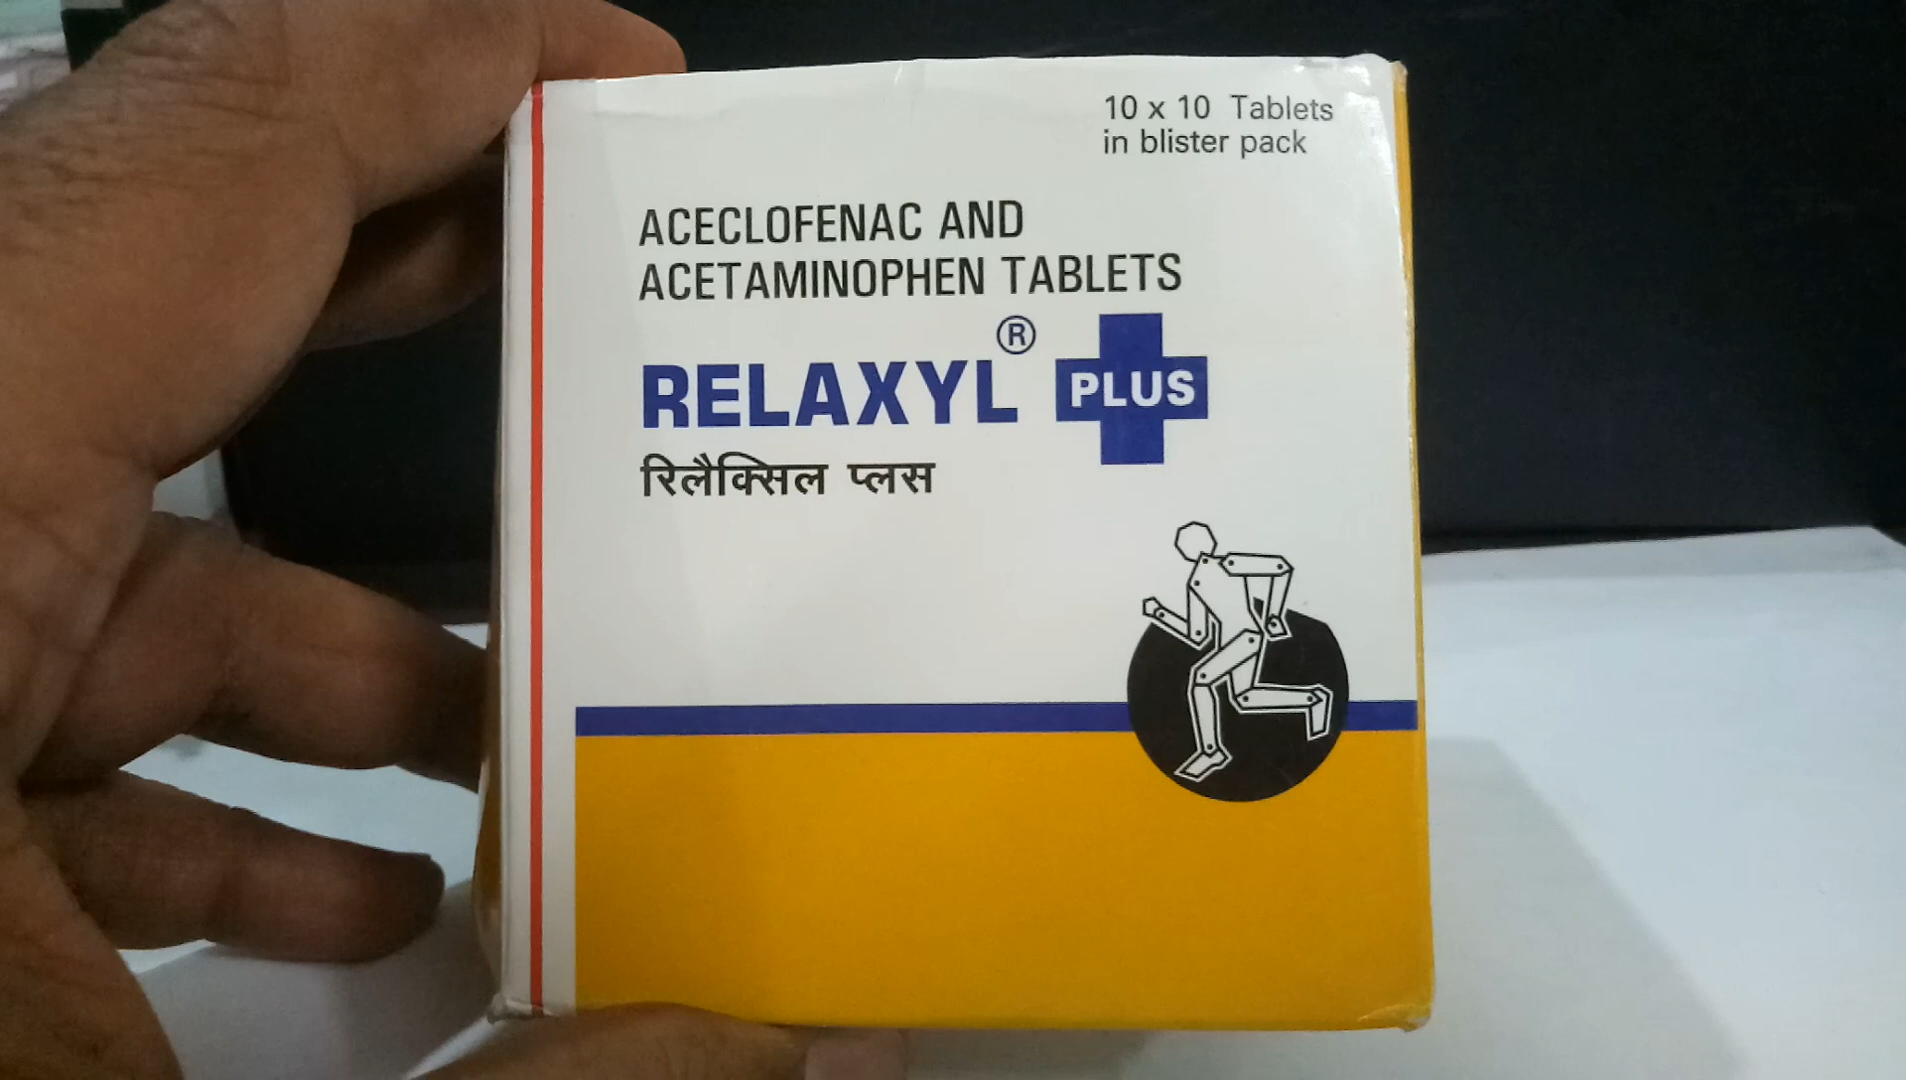 10 x 10 Tablets
in blister pack
ACECLOFENAC AND
ACETAMINOPHEN TABLETS
RELAXYL® PLUS
रिलैक्सिल प्लस